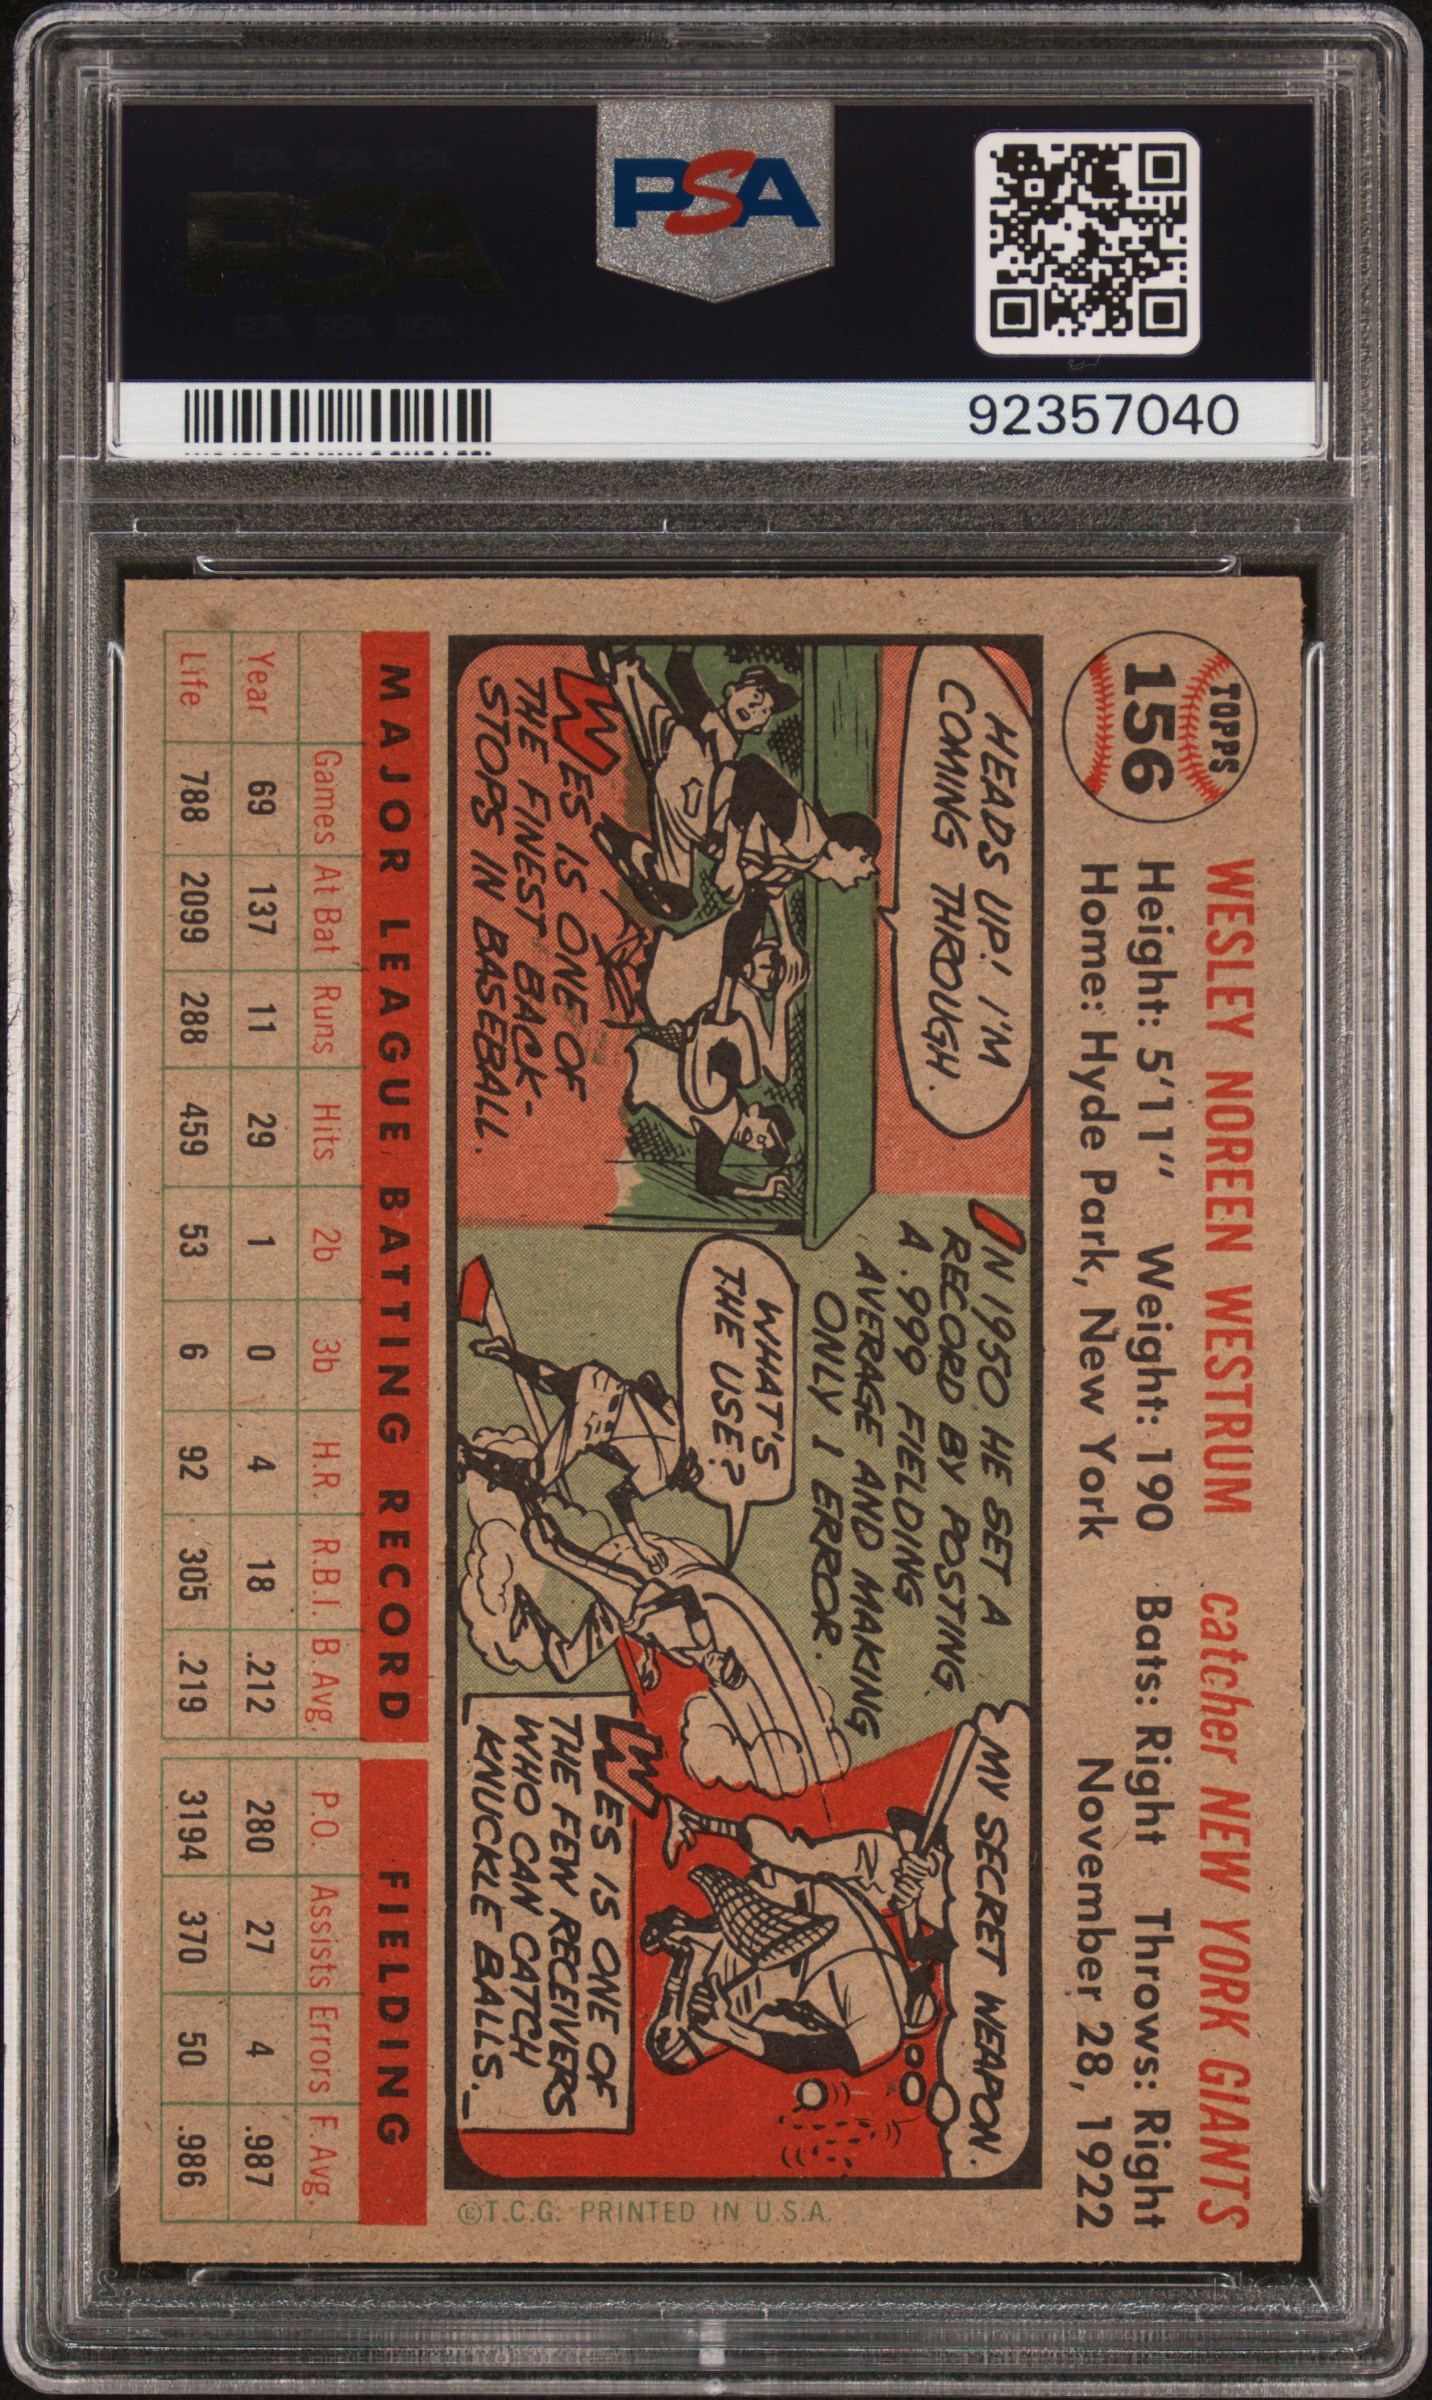 PSA
PSA
92357040
TOPPS
156
WESLEY NOREEN WESTRUM catcher NEW YORK GIANTS
Height: 5'11" Weight: 190 Bats: Right Throws: Right
Home: Hyde Park, New York November 28, 1922
HEADS UP! I'M
COMING THROUGH.
WES IS ONE OF
THE FINEST BACK-
STOPS IN BASEBALL.
IN 1950 HE SET A
RECORD BY POSTING
A .999 FIELDING
AVERAGE AND MAKING
ONLY 1 ERROR.
WHAT'S
THE USE?
MY SECRET WEAPON.
WES IS ONE OF
THE FEW RECEIVERS
WHO CAN CATCH
KNUCKLE BALLS.
©T.C.G. PRINTED IN U.S.A.
MAJOR LEAGUE BATTING RECORD FIELDING
Games At Bat Runs Hits 2b 3b H.R. R.B.I. B. Avg. P.O. Assists Errors F. Avg.
Year 69 137 11 29 1 0 4 18 .212 280 27 4 .987
Life 788 2099 288 459 53 6 92 305 .219 3194 370 50 .986